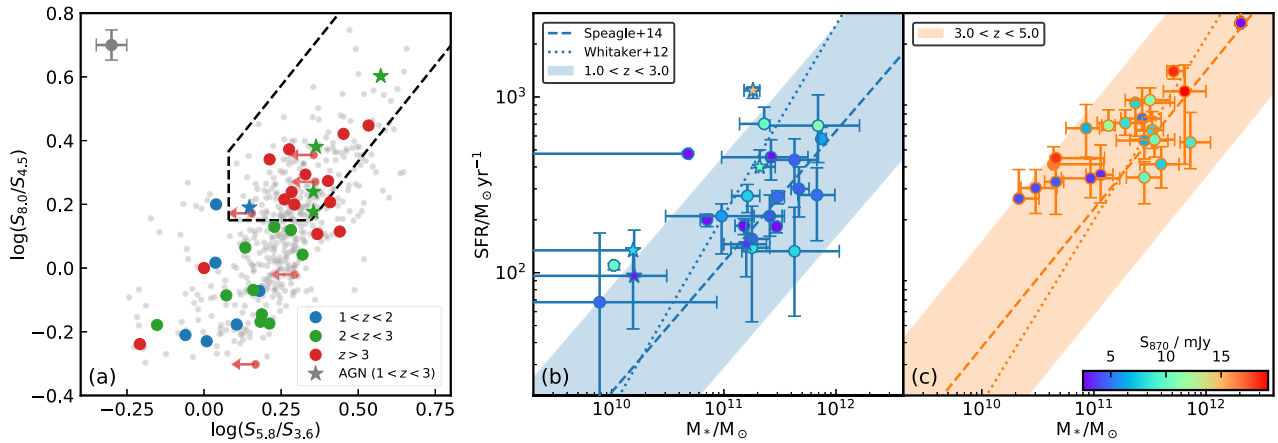 0.8
0.6
0.4
0.2
0.0
−0.2
−0.4
log(S8.0/S4.5)
(a)
1 < z < 2
2 < z < 3
z > 3
AGN (1 < z < 3)
−0.25 0.00 0.25 0.50 0.75
log(S5.8/S3.6)
SFR/M⊙yr⁻¹
10³
10²
Speagle+14
Whitaker+12
1.0 < z < 3.0
(b)
10¹⁰ 10¹¹ 10¹²
M*/M⊙
3.0 < z < 5.0
(c)
S870 / mJy
5 10 15
10¹⁰ 10¹¹ 10¹²
M*/M⊙